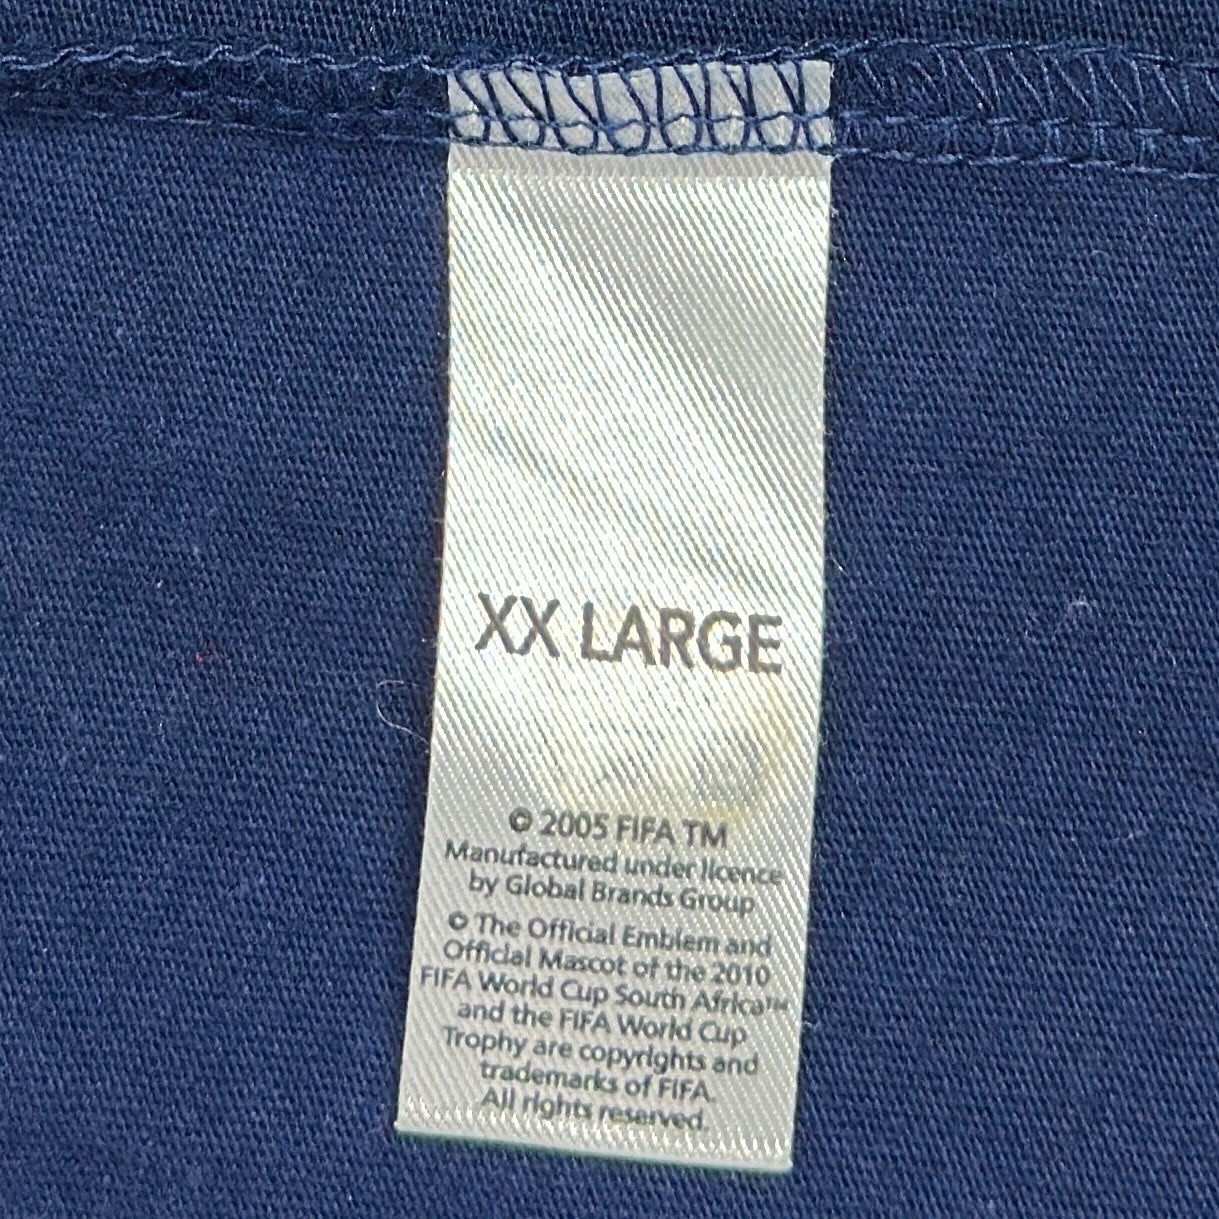 XX LARGE
© 2005 FIFA TM
Manufactured under licence
by Global Brands Group
© The Official Emblem and
Official Mascot of the 2010
FIFA World Cup South Africa™
and the FIFA World Cup
Trophy are copyrights and
trademarks of FIFA.
All rights reserved.